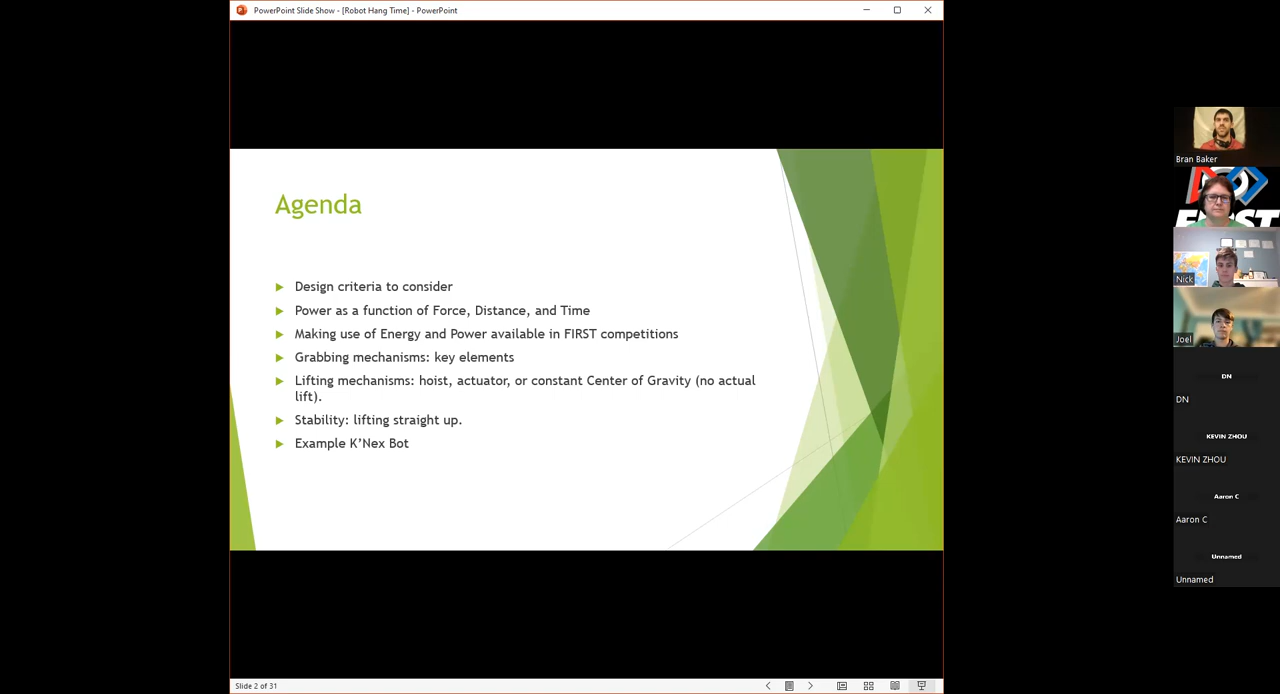 PowerPoint Slide Show - [Robot Hang Time] - PowerPoint
Agenda
Design criteria to consider
Power as a function of Force, Distance, and Time
Making use of Energy and Power available in FIRST competitions
Grabbing mechanisms: key elements
Lifting mechanisms: hoist, actuator, or constant Center of Gravity (no actual
lift).
Stability: lifting straight up.
Example K'Nex Bot
Slide 2 of 31
Bran Baker
FIRST
Nick
Joel
DN
DN
KEVIN ZHOU
KEVIN ZHOU
Aaron C
Aaron C
Unnamed
Unnamed